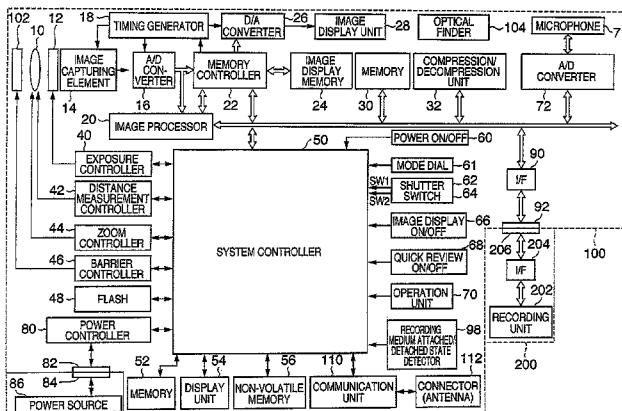 102
10
12
18
TIMING GENERATOR
D/A
CONVERTER
26
IMAGE
DISPLAY UNIT
28
OPTICAL
FINDER
104
MICROPHONE
7
IMAGE
CAPTURING
ELEMENT
14
A/D
CON-
VERTER
16
MEMORY
CONTROLLER
22
IMAGE
DISPLAY
MEMORY
24
MEMORY
30
COMPRESSION/
DECOMPRESSION
UNIT
32
A/D
CONVERTER
72
20
IMAGE PROCESSOR
50
POWER ON/OFF
60
40
EXPOSURE
CONTROLLER
MODE DIAL
61
90
I/F
42
DISTANCE
MEASUREMENT
CONTROLLER
SW1
SW2
SHUTTER
SWITCH
62
64
92
44
ZOOM
CONTROLLER
SYSTEM CONTROLLER
IMAGE DISPLAY
ON/OFF
66
206
204
100
46
BARRIER
CONTROLLER
QUICK REVIEW
ON/OFF
68
I/F
202
48
FLASH
OPERATION
UNIT
70
RECORDING
UNIT
200
80
POWER
CONTROLLER
RECORDING
MEDIUM ATTACHED/
DETACHED STATE
DETECTOR
98
82
84
52
54
56
110
112
86
POWER SOURCE
MEMORY
DISPLAY
UNIT
NON-VOLATILE
MEMORY
COMMUNICATION
UNIT
CONNECTOR
(ANTENNA)